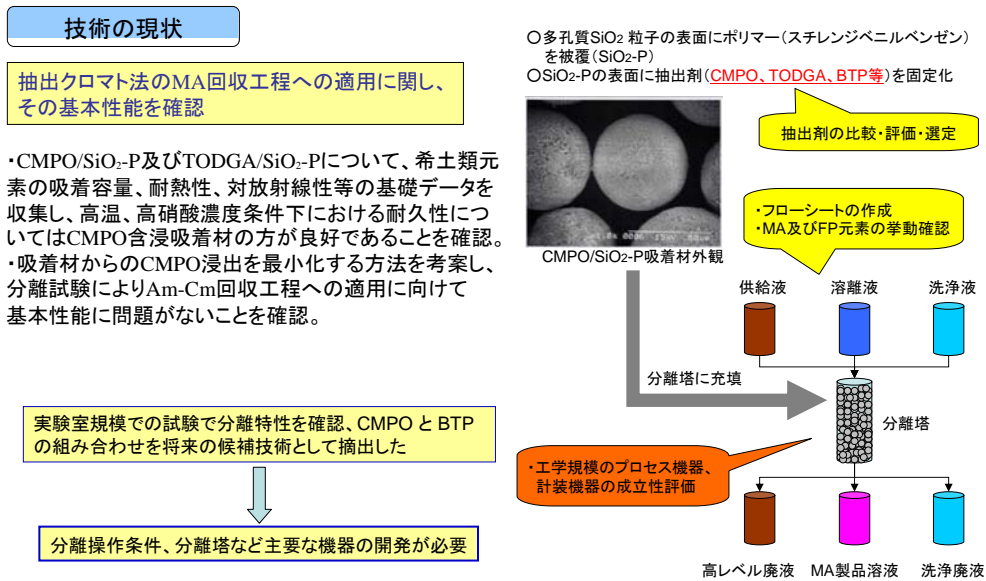 技術の現状
抽出クロマト法のMA回収工程への適用に関し、
その基本性能を確認
・CMPO/SiO₂-P及びTODGA/SiO₂-Pについて、希土類元
素の吸着容量、耐熱性、対放射線性等の基礎データを
収集し、高温、高硝酸濃度条件下における耐久性につ
いてはCMPO含浸吸着材の方が良好であることを確認。
・吸着材からのCMPO浸出を最小化する方法を考案し、
分離試験によりAm-Cm回収工程への適用に向けて
基本性能に問題がないことを確認。
実験室規模での試験で分離特性を確認、CMPO と BTP
の組み合わせを将来の候補技術として摘出した
分離操作条件、分離塔など主要な機器の開発が必要
〇多孔質SiO₂ 粒子の表面にポリマー(スチレンジベニルベンゼン)
を被覆(SiO₂-P)
〇SiO₂-Pの表面に抽出剤(CMPO、TODGA、BTP等)を固定化
抽出剤の比較・評価・選定
CMPO/SiO₂-P吸着材外観
・フローシートの作成
・MA及びFP元素の挙動確認
供給液 溶離液 洗浄液
分離塔に充填
分離塔
・工学規模のプロセス機器、
計装機器の成立性評価
高レベル廃液 MA製品溶液 洗浄廃液